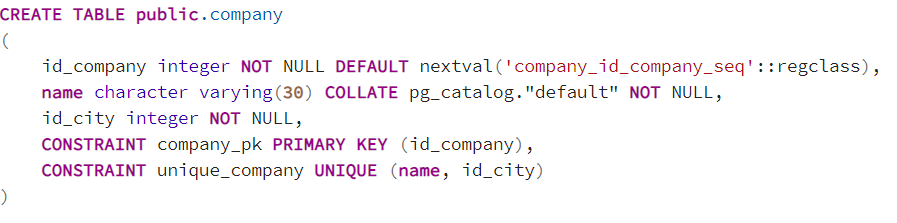 CREATE TABLE public.company
(
    id_company integer NOT NULL DEFAULT nextval('company_id_company_seq'::regclass),
    name character varying(30) COLLATE pg_catalog."default" NOT NULL,
    id_city integer NOT NULL,
    CONSTRAINT company_pk PRIMARY KEY (id_company),
    CONSTRAINT unique_company UNIQUE (name, id_city)
)